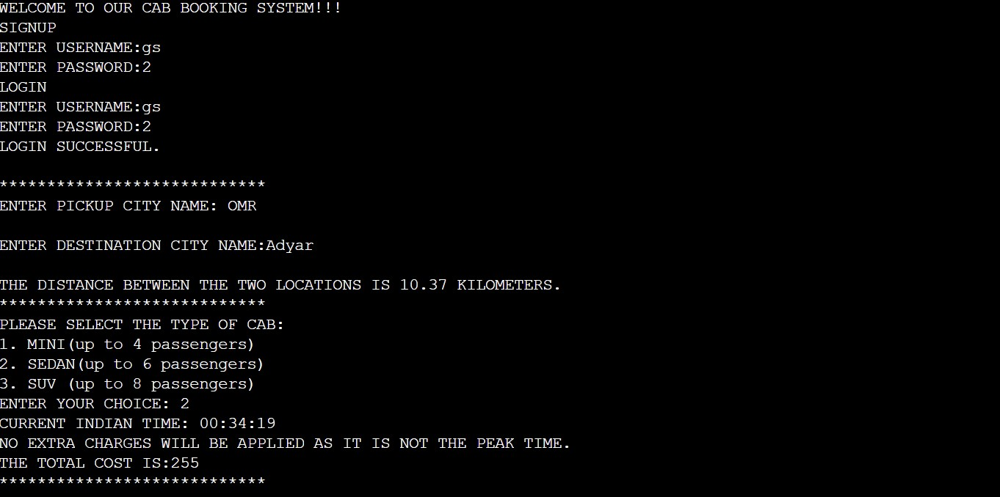 WELCOME TO OUR CAB BOOKING SYSTEM!!!
SIGNUP
ENTER USERNAME:gs
ENTER PASSWORD:2
LOGIN
ENTER USERNAME:gs
ENTER PASSWORD:2
LOGIN SUCCESSFUL.
****************************
ENTER PICKUP CITY NAME: OMR
ENTER DESTINATION CITY NAME:Adyar
THE DISTANCE BETWEEN THE TWO LOCATIONS IS 10.37 KILOMETERS.
****************************
PLEASE SELECT THE TYPE OF CAB:
1. MINI(up to 4 passengers)
2. SEDAN(up to 6 passengers)
3. SUV (up to 8 passengers)
ENTER YOUR CHOICE: 2
CURRENT INDIAN TIME: 00:34:19
NO EXTRA CHARGES WILL BE APPLIED AS IT IS NOT THE PEAK TIME.
THE TOTAL COST IS:255
****************************